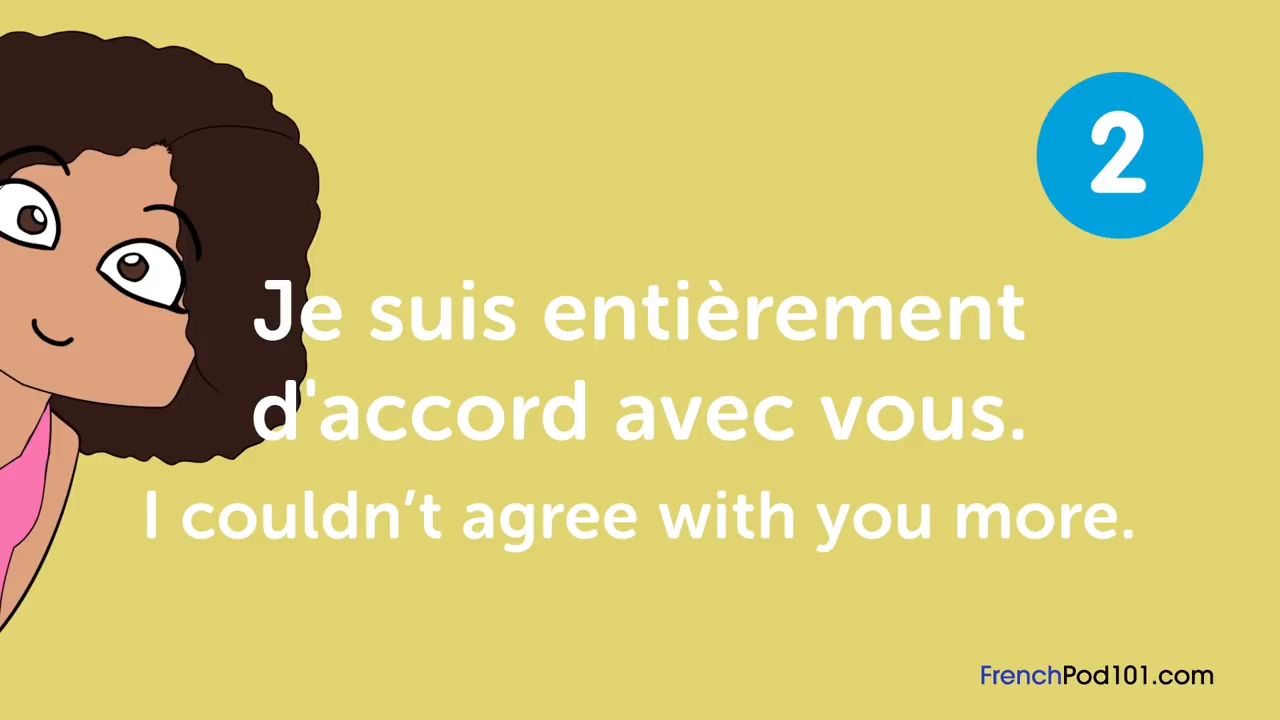 2
Je suis entièrement
d'accord avec vous.
I couldn’t agree with you more.
FrenchPod101.com